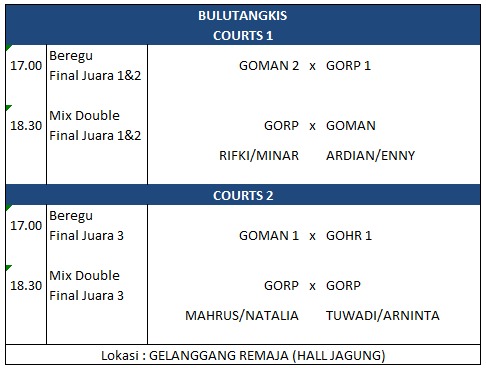 BULUTANGKIS
COURTS 1
17.00 Beregu
Final Juara 1&2
GOMAN 2 x GORP 1
18.30 Mix Double
Final Juara 1&2
GORP x GOMAN
RIFKI/MINAR ARDIAN/ENNY
COURTS 2
17.00 Beregu
Final Juara 3
GOMAN 1 x GOHR 1
18.30 Mix Double
Final Juara 3
GORP x GORP
MAHRUS/NATALIA TUWADI/ARNINTA
Lokasi : GELANGGANG REMAJA (HALL JAGUNG)